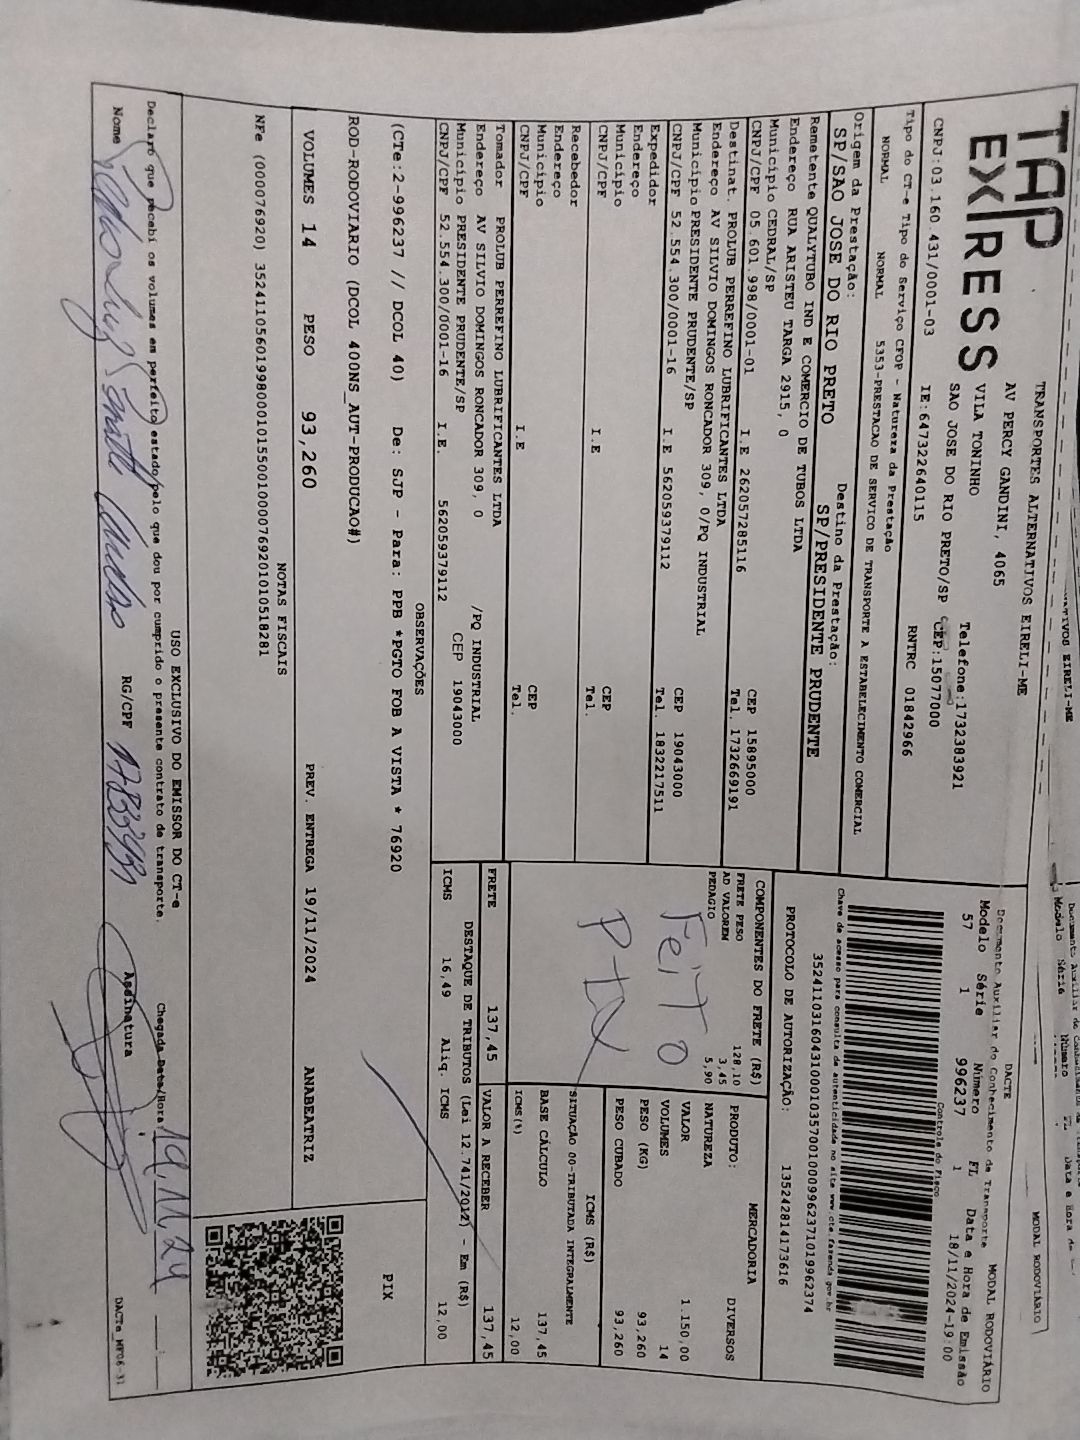 TAP
EXPRESS
TRANSPORTES ALTERNATIVOS EIRELI-ME
AV PERCY GANDINI, 4065
VILA TONINHO
SAO JOSE DO RIO PRETO/SP CEP:15077000
Telefone:1732383921
CNPJ:03.160.431/0001-03 IE:647322640115 RNTRC 01842966
DACTE MODAL RODOVIÁRIO
Documento Auxiliar do Conhecimento de Transporte
Modelo Série Número FL Data e Hora de Emissão
57 1 996237 1 18/11/2024-19:00
Controle do Fisco
Chave de acesso para consulta de autenticidade no site www.cte.fazenda.gov.br
35241103160431000103570010009962371019962374
PROTOCOLO DE AUTORIZAÇÃO: 135242814173616
Tipo do CT-e Tipo do Serviço CFOP - Natureza da Prestação
NORMAL NORMAL 5353-PRESTACAO DE SERVICO DE TRANSPORTE A ESTABELECIMENTO COMERCIAL
Origem da Prestação: Destino da Prestação:
SP/SAO JOSE DO RIO PRETO SP/PRESIDENTE PRUDENTE
Remetente QUALYTUBO IND E COMERCIO DE TUBOS LTDA
Endereço RUA ARISTEU TARGA 2915, 0
Município CEDRAL/SP CEP 15895000
CNPJ/CPF 05.601.998/0001-01 I.E 262057285116 Tel. 1732669191
Destinat. PROLUB PERREFINO LUBRIFICANTES LTDA
Endereço AV SILVIO DOMINGOS RONCADOR 309, 0/PQ INDUSTRIAL
Município PRESIDENTE PRUDENTE/SP CEP 19043000
CNPJ/CPF 52.554.300/0001-16 I.E 562059379112 Tel. 1832217511
Expedidor
Endereço
Município CEP
CNPJ/CPF I.E Tel.
Recebedor
Endereço
Município CEP
CNPJ/CPF I.E Tel.
Tomador PROLUB PERREFINO LUBRIFICANTES LTDA
Endereço AV SILVIO DOMINGOS RONCADOR 309, 0 /PQ INDUSTRIAL
Município PRESIDENTE PRUDENTE/SP CEP 19043000
CNPJ/CPF 52.554.300/0001-16 I.E. 562059379112
COMPONENTES DO FRETE (R$)
FRETE PESO 128,10
AD VALOREM 3,45
PEDAGIO 5,90
FEITO
PIX
MERCADORIA
PRODUTO: DIVERSOS
NATUREZA
VALOR 1.150,00
VOLUMES 14
PESO (KG) 93,260
PESO CUBADO 93,260
ICMS (R$)
SITUAÇÃO 00-TRIBUTADA INTEGRALMENTE
BASE CÁLCULO 137,45
ICMS(%) 12,00
FRETE 137,45 VALOR A RECEBER 137,45
DESTAQUE DE TRIBUTOS (Lei 12.741/2012) - Em (R$)
ICMS 16,49 Aliq. ICMS 12,00
OBSERVAÇÕES
(CTe:2-996237 // DCOL 40) De: SJP - Para: PPB *PGTO FOB A VISTA * 76920
ROD-RODOVIARIO (DCOL 400NS_AUT-PRODUCAO#)
PIX
VOLUMES 14 PESO 93,260 PREV. ENTREGA 19/11/2024 ANABEATRIZ
NOTAS FISCAIS
NFe (000076920) 35241105601998000101550010000769201010518281
USO EXCLUSIVO DO EMISSOR DO CT-e
Declaro que recebi os volumes em perfeito estado pelo que dou por cumprido o presente contrato de transporte.
Chegada Data/Hora 19,11,24
Nome RG/CPF Assinatura